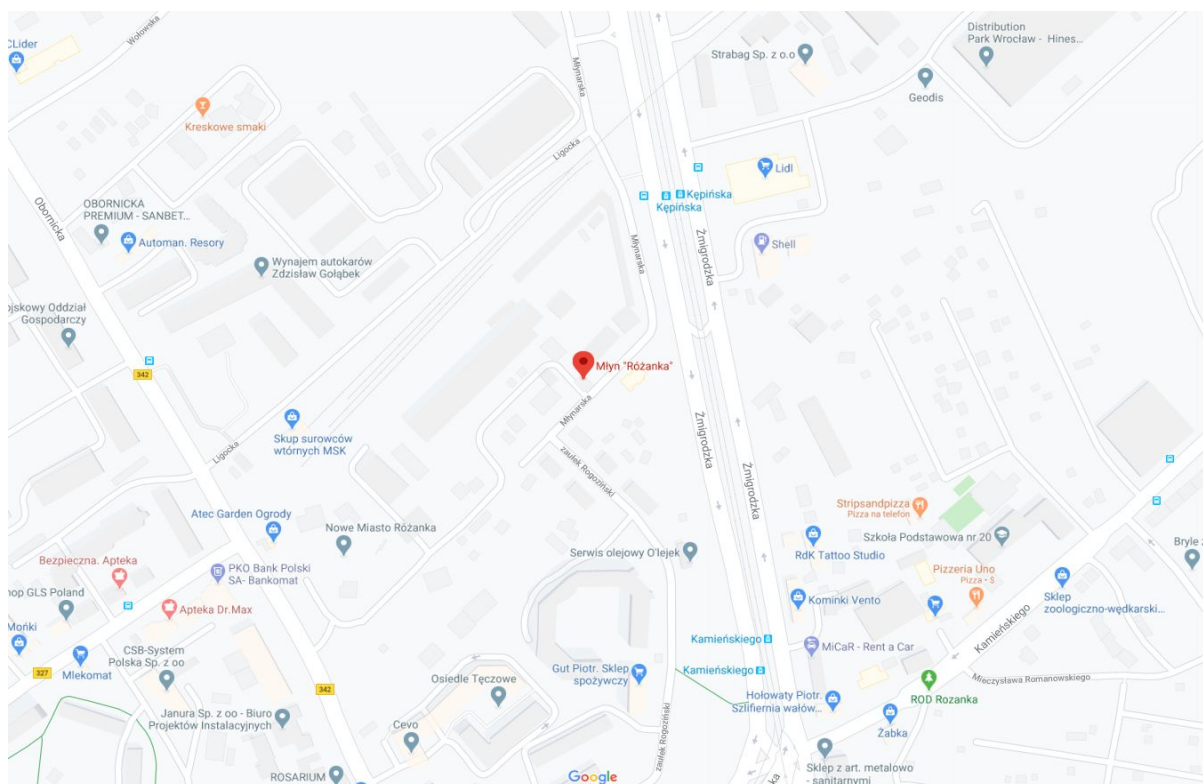 CLider
Wołowska
Kreskowe smaki
Młynarska
Strabag Sp. z o.o
Distribution
Park Wrocław - Hines...
Geodis
Ligocka
Lidl
Kępińska
Kępińska
Obornicka
OBORNICKA
PREMIUM - SANBET...
Automan. Resory
Wynajem autokarów
Zdzisław Gołąbek
Młynarska
Żmigrodzka
Shell
ojskowy Oddział
Gospodarczy
342
Młyn "Różanka"
Młynarska
Żmigrodzka
Żmigrodzka
Skup surowców
wtórnych MSK
Ligocka
zaułek Rogoziński
Atec Garden Ogrody
Nowe Miasto Różanka
Stripsandpizza
Pizza na telefon
Szkoła Podstawowa nr 20
Bryle z
Serwis olejowy O'lejek
RdK Tattoo Studio
Bezpieczna. Apteka
PKO Bank Polski
SA- Bankomat
Pizzeria Uno
Pizza • $
Sklep
zoologiczno-wędkarski...
hop GLS Poland
Apteka Dr.Max
Kominki Vento
Mońki
Mlekomat
CSB-System
Polska Sp. z oo
Kamieńskiego
Kamieńskiego
MiCaR - Rent a Car
Kamieńskiego
327
342
Osiedle Tęczowe
Gut Piotr. Sklep
spożywczy
Mieczysława Romanowskiego
ROD Rozanka
Hołowaty Piotr.
Szlifiernia wałów...
Janura Sp. z oo - Biuro
Projektów Instalacyjnych
Cevo
zaułek Rogoziński
Żabka
ROSARIUM
Google
Żmigrodzka
Sklep z art. metalowo
- sanitarnymi